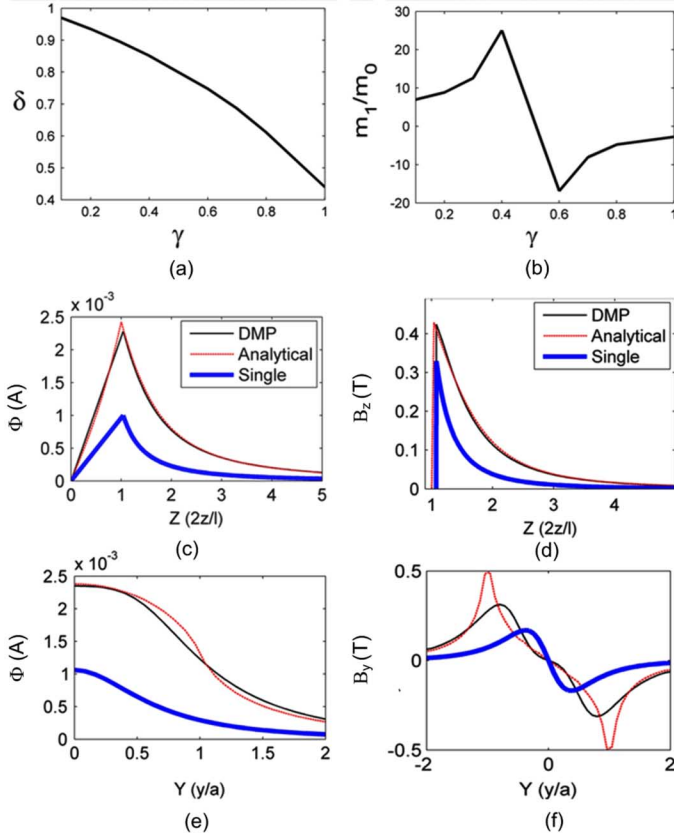 1
0.9
0.8
0.7
0.6
0.5
0.4
δ
0.2 0.4 0.6 0.8 1
γ
(a)
30
20
10
0
-10
-20
m1/m0
0.2 0.4 0.6 0.8 1
γ
(b)
x 10⁻³
2.5
2
1.5
1
0.5
0
Φ (A)
DMP
Analytical
Single
0 1 2 3 4 5
Z (2z/l)
(c)
0.4
0.3
0.2
0.1
0
Bz(T)
DMP
Analytical
Single
1 2 3 4
Z (2z/l)
(d)
x 10⁻³
2.5
2
1.5
1
0.5
0
Φ (A)
0 0.5 1 1.5 2
Y (y/a)
(e)
0.5
0
-0.5
By(T)
-2 0 2
Y (y/a)
(f)